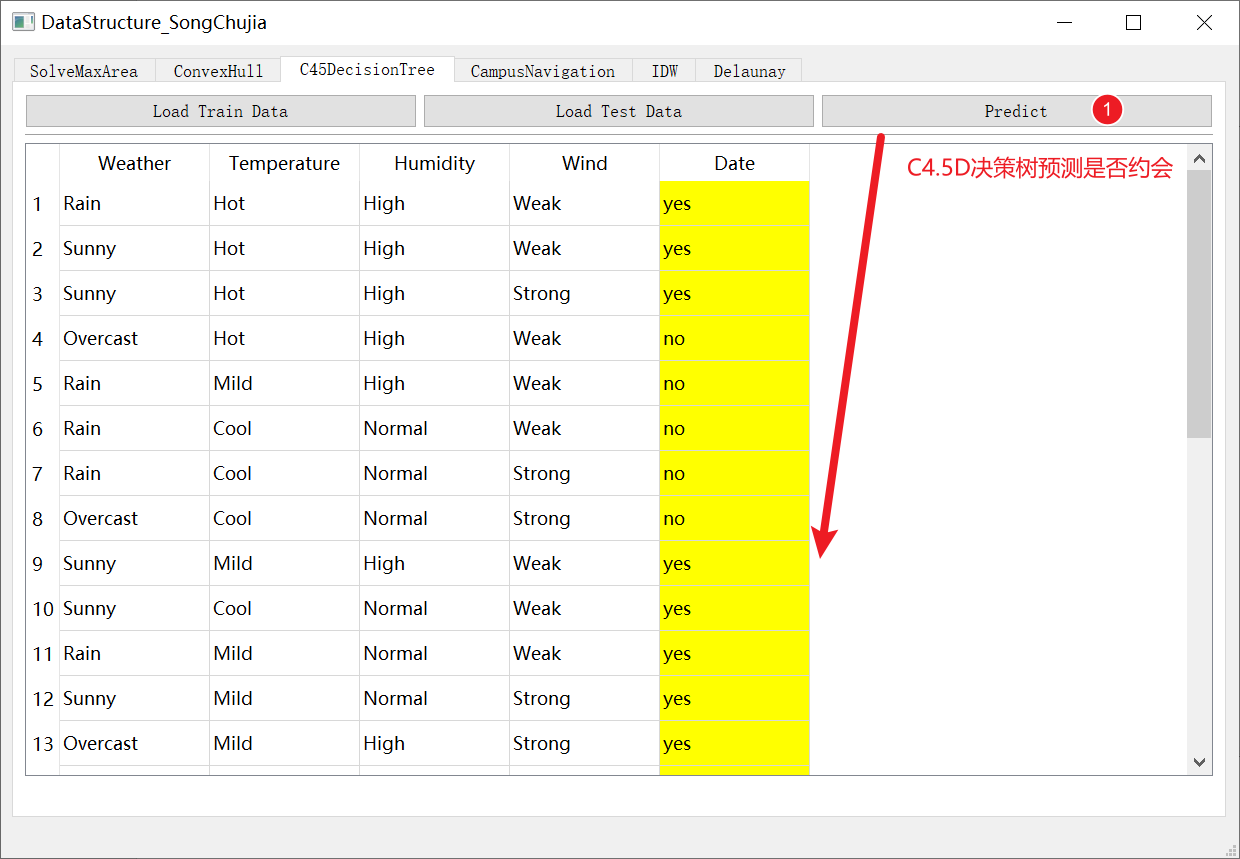 DataStructure_SongChujia
SolveMaxArea ConvexHull C45DecisionTree CampusNavigation IDW Delaunay
Load Train Data Load Test Data Predict 1
C4.5D决策树预测是否约会
Weather Temperature Humidity Wind Date
1 Rain Hot High Weak yes
2 Sunny Hot High Weak yes
3 Sunny Hot High Strong yes
4 Overcast Hot High Weak no
5 Rain Mild High Weak no
6 Rain Cool Normal Weak no
7 Rain Cool Normal Strong no
8 Overcast Cool Normal Strong no
9 Sunny Mild High Weak yes
10 Sunny Cool Normal Weak yes
11 Rain Mild Normal Weak yes
12 Sunny Mild Normal Strong yes
13 Overcast Mild High Strong yes